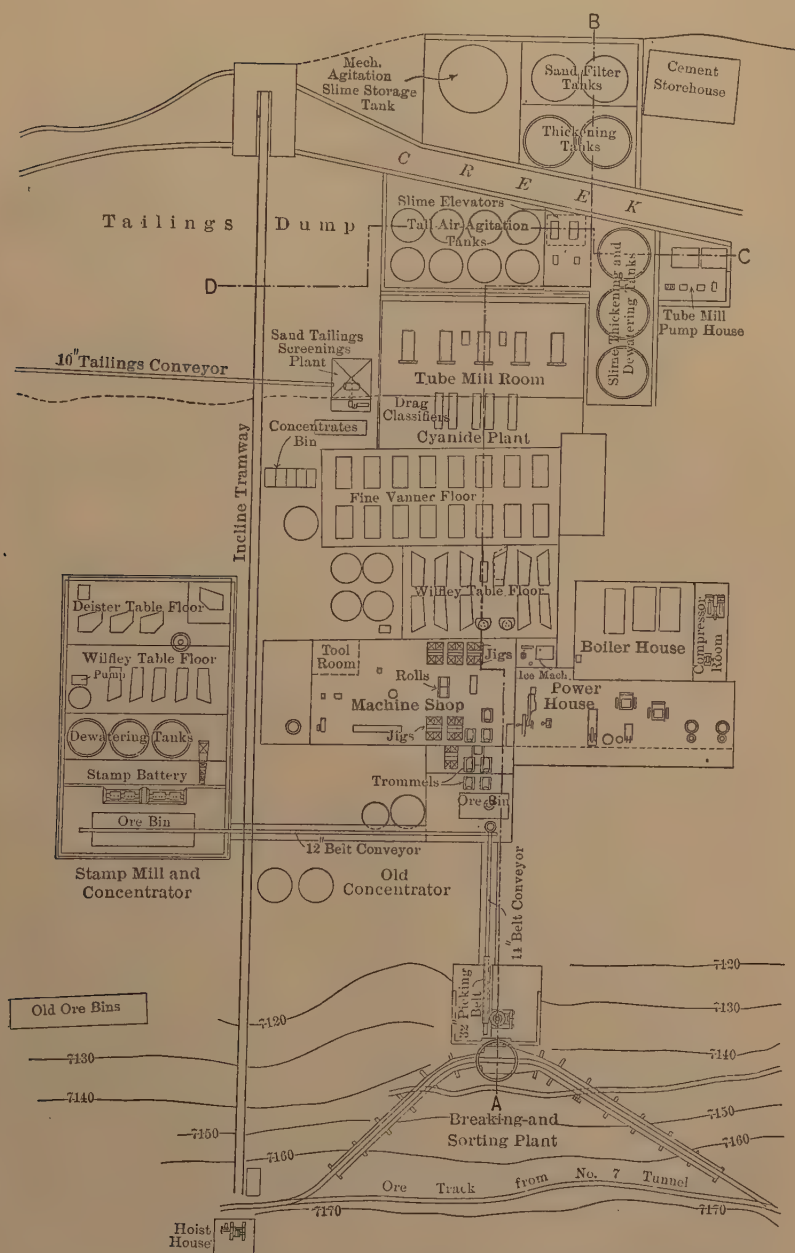 B
Mech.
Agitation
Slime Storage
Tank
Sand Filter
Tanks
Cement
Storehouse
Thickening
Tanks
CREEK
Tailings Dump
Slime Elevators
Tall Air Agitation
Tanks
D
C
Slime Thickening and
Dewatering Tanks
Tube Mill
Pump House
Sand Tailings
Screenings
Plant
10" Tailings Conveyor
Tube Mill Room
Drag
Classifiers
Concentrates
Bin
Cyanide Plant
Incline Tramway
Fine Vanner Floor
Deister Table Floor
Wilfley Table Floor
Boiler House
Compressor
Room
Tool
Room
Jigs
Ice Mach.
Wilfley Table Floor
Pump
Rolls
Machine Shop
Power
House
Dewatering Tanks
Jigs
Stamp Battery
Trommels
Ore Bin
Ore Bin
12" Belt Conveyor
Stamp Mill and
Concentrator
Old
Concentrator
14" Belt Conveyor
7120
32" Picking
Belt
Old Ore Bins
7120
7130
7130
7140
7140
A
7150
Breaking and
Sorting Plant
7150
7160
7160
Ore Track from No. 7 Tunnel
7170
7170
Hoist
House